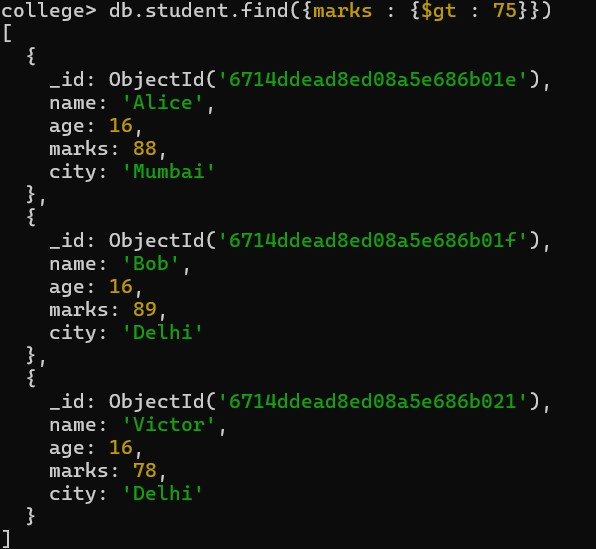 college> db.student.find({marks : {$gt : 75}})
[
  {
    _id: ObjectId('6714ddead8ed08a5e686b01e'),
    name: 'Alice',
    age: 16,
    marks: 88,
    city: 'Mumbai'
  },
  {
    _id: ObjectId('6714ddead8ed08a5e686b01f'),
    name: 'Bob',
    age: 16,
    marks: 89,
    city: 'Delhi'
  },
  {
    _id: ObjectId('6714ddead8ed08a5e686b021'),
    name: 'Victor',
    age: 16,
    marks: 78,
    city: 'Delhi'
  }
]